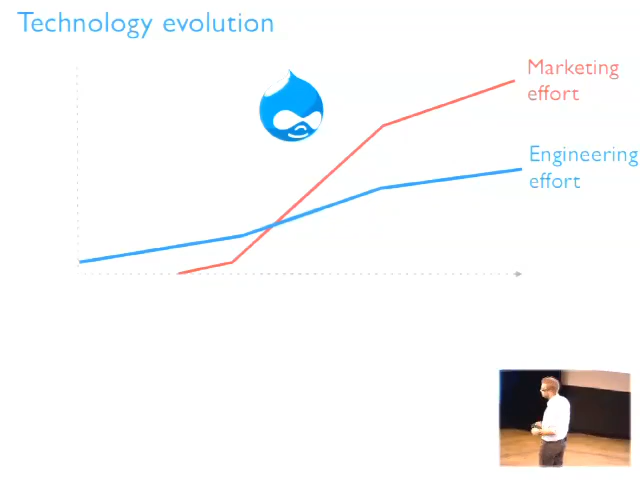 Technology evolution
Marketing
effort
Engineering
effort